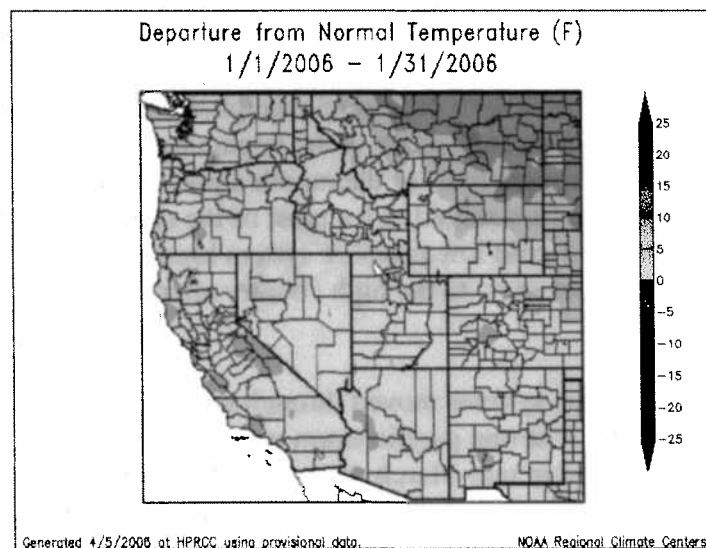 Departure from Normal Temperature (F)
1/1/2006 – 1/31/2006
25
20
15
10
5
0
-5
-10
-15
-20
-25
Generated 4/5/2006 at HPRCC using provisional data.
NOAA Regional Climate Centers